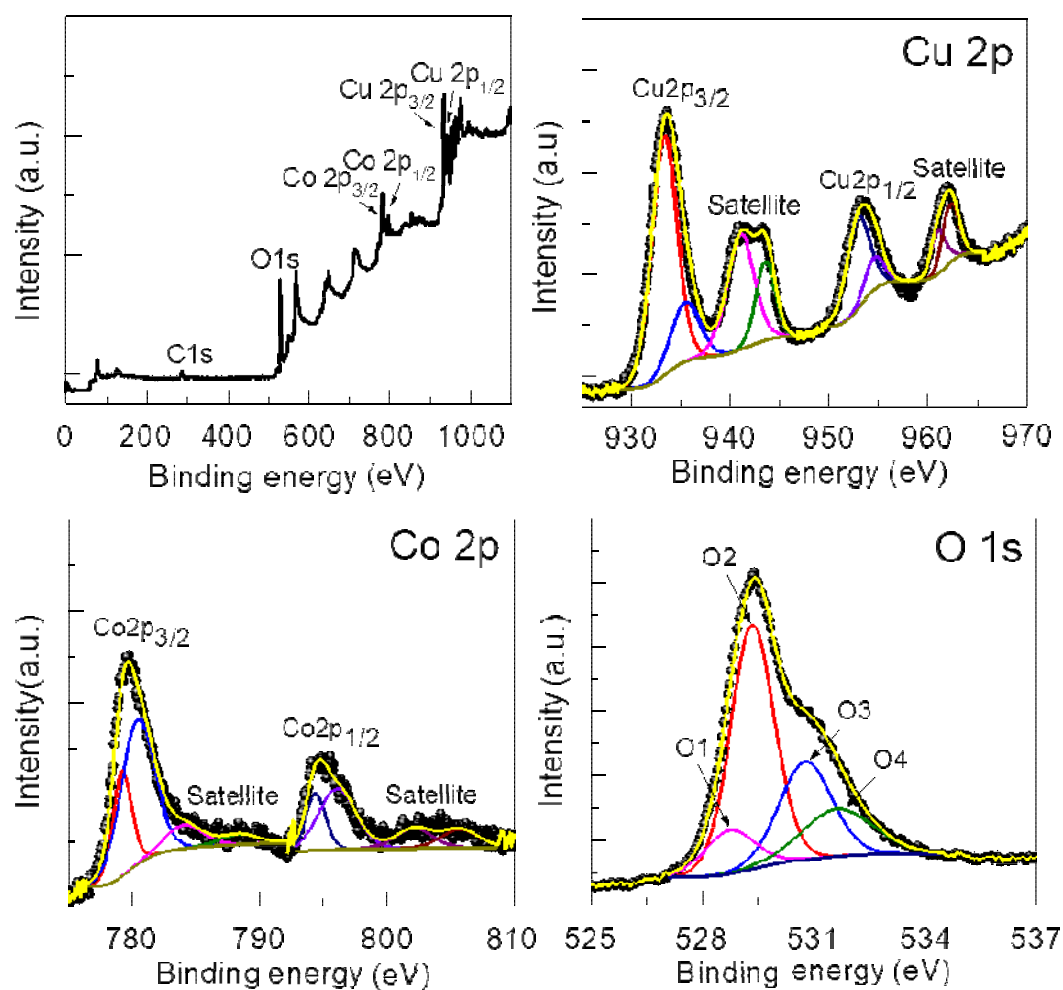 Intensity (a.u.)
Cu 2p1/2
Cu 2p3/2
Co 2p1/2
Co 2p3/2
O1s
C1s
0 200 400 600 800 1000
Binding energy (eV)
Cu 2p
Intensity (a.u.)
Cu2p3/2
Satellite
Cu2p1/2
Satellite
930 940 950 960 970
Binding energy (eV)
Co 2p
Intensity(a.u.)
Co2p3/2
Co2p1/2
Satellite
Satellite
780 790 800 810
Binding energy (eV)
O 1s
Intensity (a.u.)
O2
O1
O3
O4
525 528 531 534 537
Binding energy (eV)